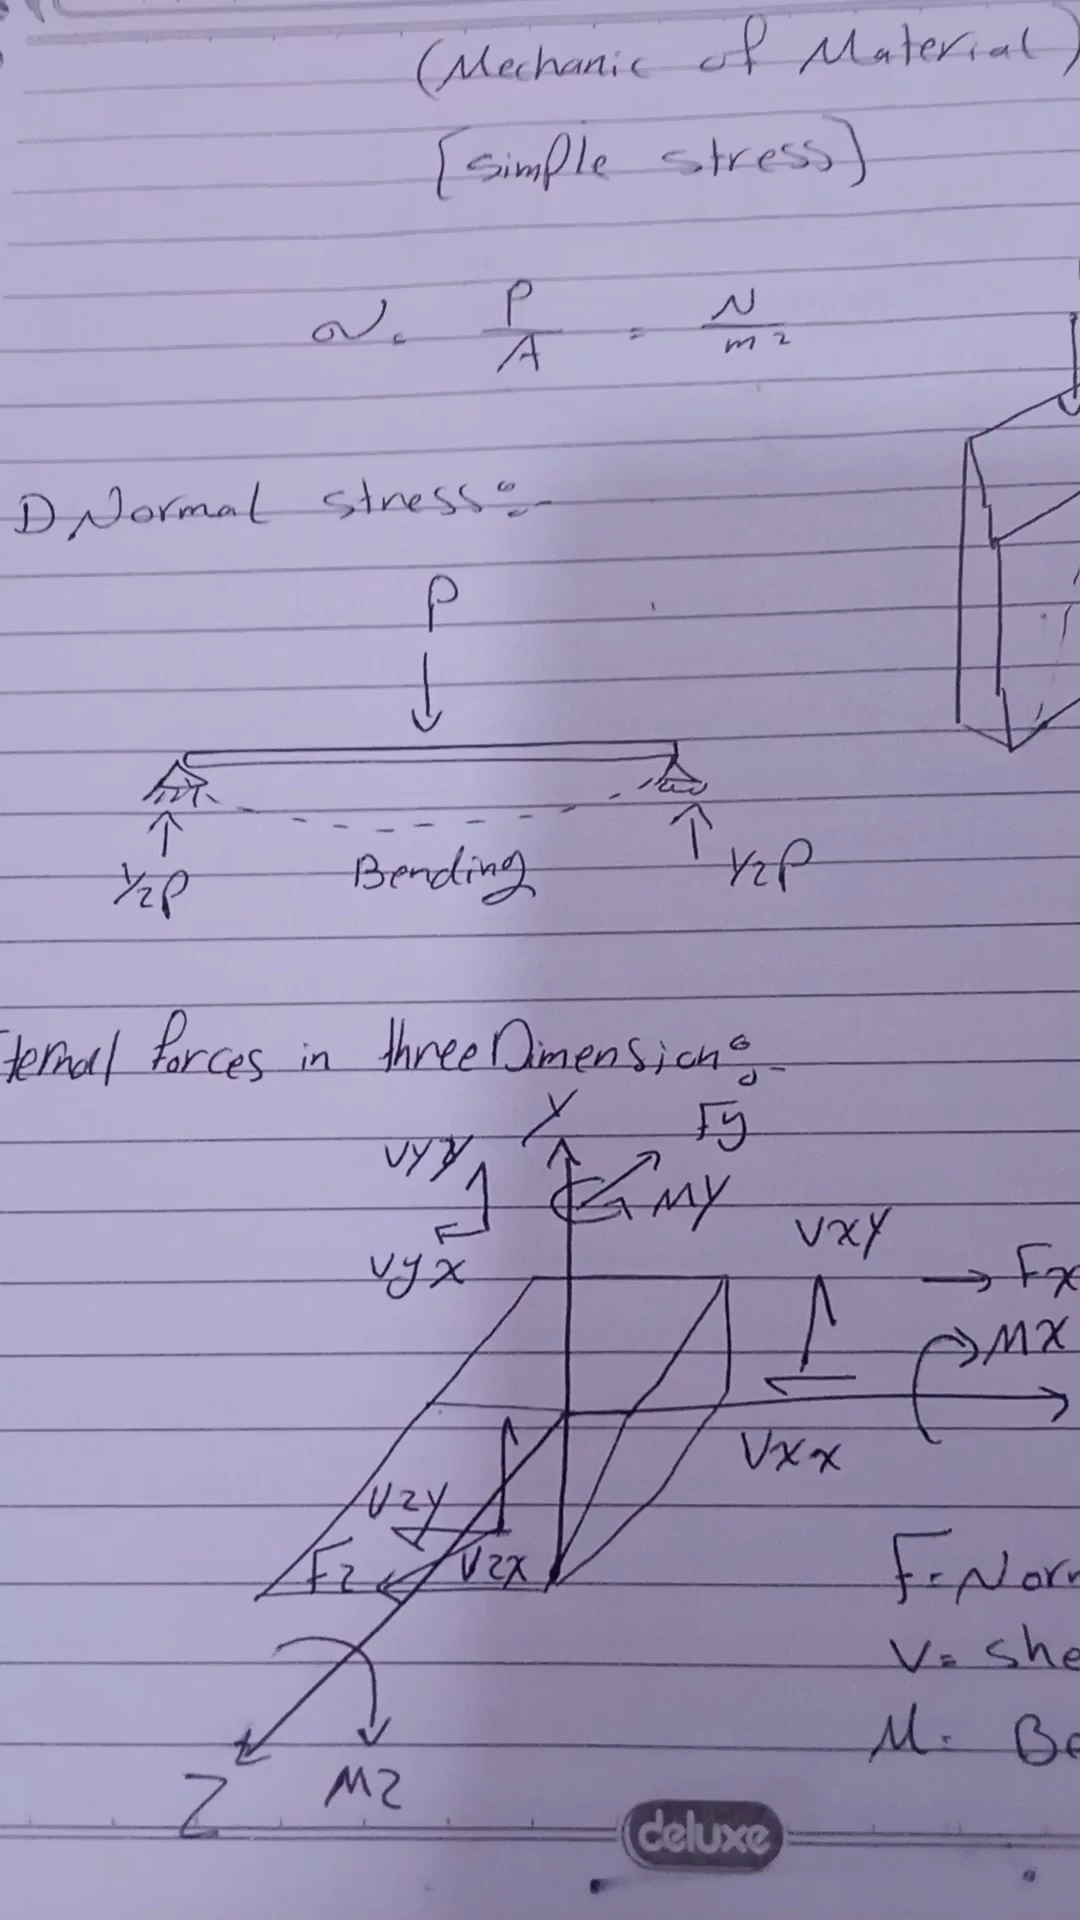 (Mechanic of Material)
[simple stress]
σ = P/A = N/m²
1, Normal stress:-
P
1/2P
Bending
1/2P
ternal forces in three Dimension:-
Y
Fy
Vyy
My
Vyx
Vxy
Fx
Mx
Vxx
Vzy
Fz
Vzx
F = Nor
V = she
M = Be
Z
Mz
deluxe